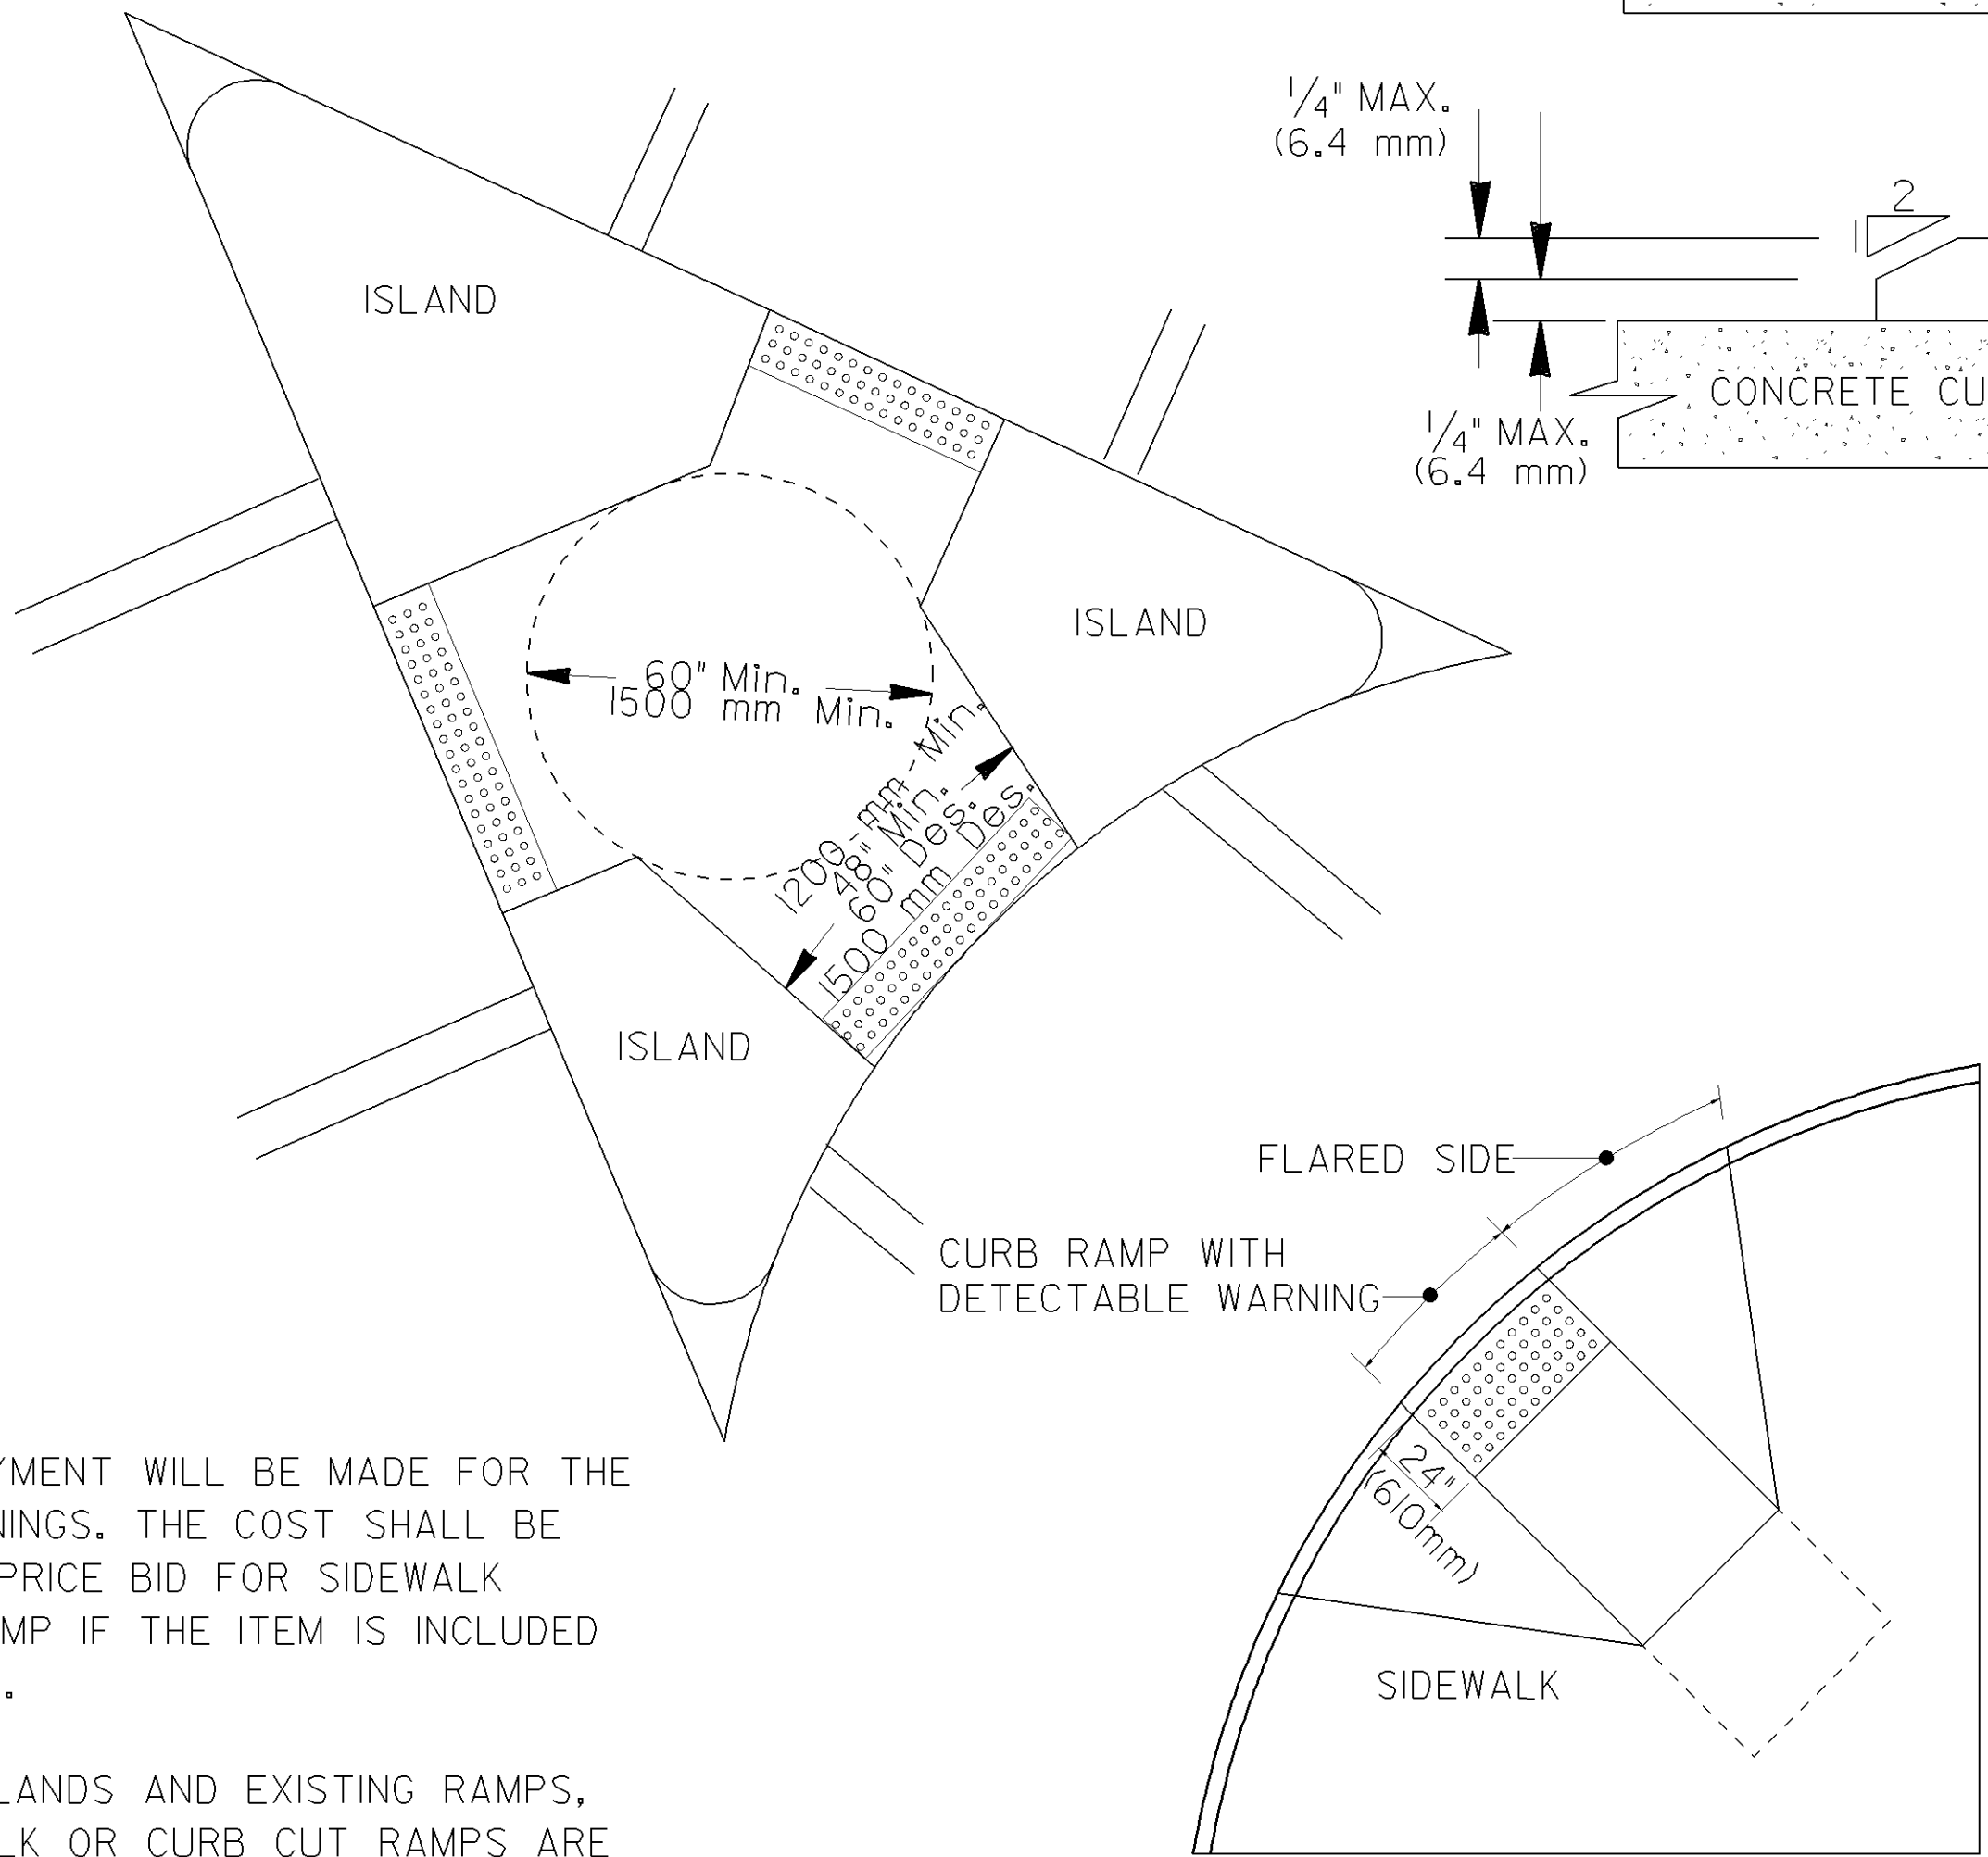 1/4" MAX.
(6.4 mm)
2
1
ISLAND
CONCRETE CU
1/4" MAX.
(6.4 mm)
ISLAND
60" Min.
1500 mm Min.
1200 mm Min.
48" Min.
60" Des.
1500 mm Des.
ISLAND
FLARED SIDE
CURB RAMP WITH
DETECTABLE WARNING
24"
(610mm)
SIDEWALK
YMENT WILL BE MADE FOR THE
NINGS. THE COST SHALL BE
PRICE BID FOR SIDEWALK
MP IF THE ITEM IS INCLUDED
.
LANDS AND EXISTING RAMPS,
LK OR CURB CUT RAMPS ARE